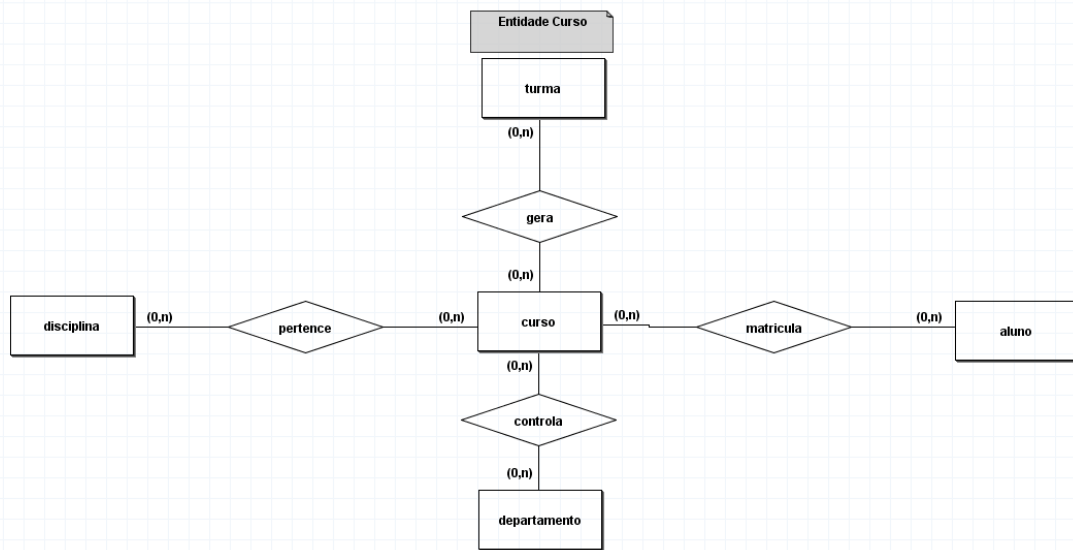 Entidade Curso
turma
(0,n)
gera
(0,n)
disciplina
(0,n)
pertence
(0,n)
curso
(0,n)
matricula
(0,n)
aluno
(0,n)
controla
(0,n)
departamento